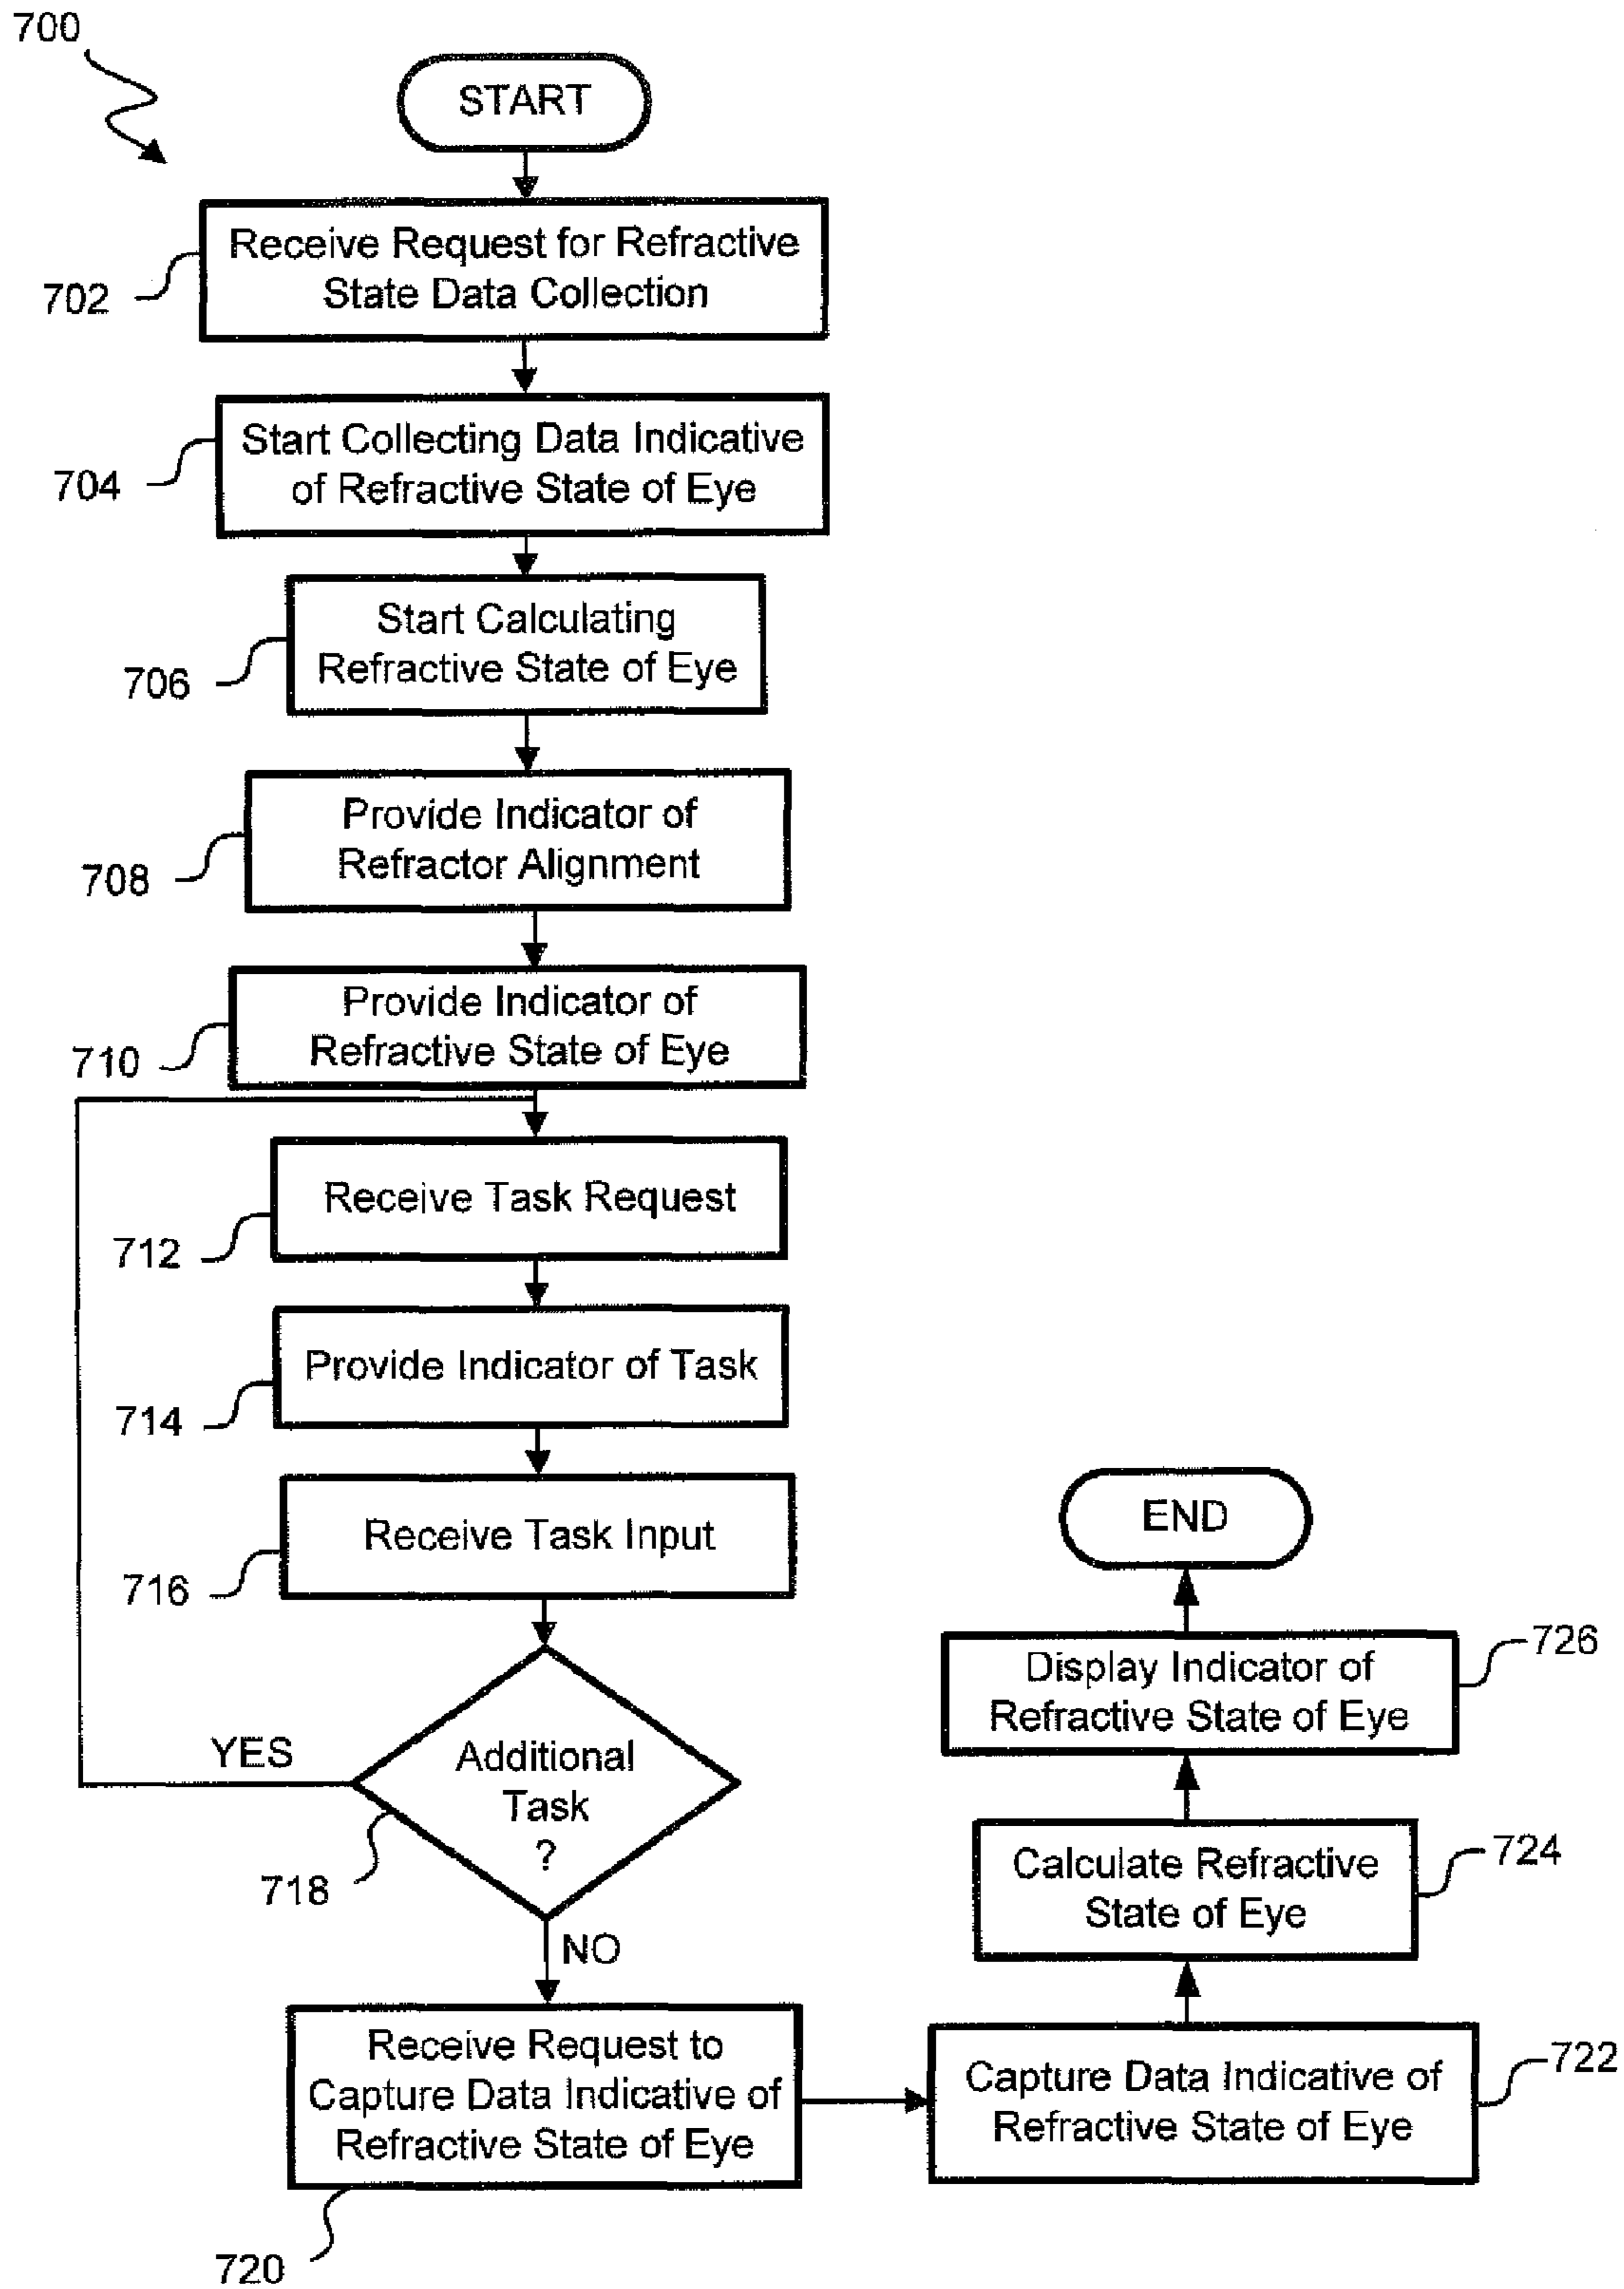 700
START
Receive Request for Refractive
State Data Collection
702
Start Collecting Data Indicative
of Refractive State of Eye
704
Start Calculating
Refractive State of Eye
706
Provide Indicator of
Refractor Alignment
708
Provide Indicator of
Refractive State of Eye
710
Receive Task Request
712
Provide Indicator of Task
714
Receive Task Input
716
Additional
Task
?
YES
718
NO
Receive Request to
Capture Data Indicative of
Refractive State of Eye
720
Capture Data Indicative of
Refractive State of Eye
722
Calculate Refractive
State of Eye
724
Display Indicator of
Refractive State of Eye
726
END